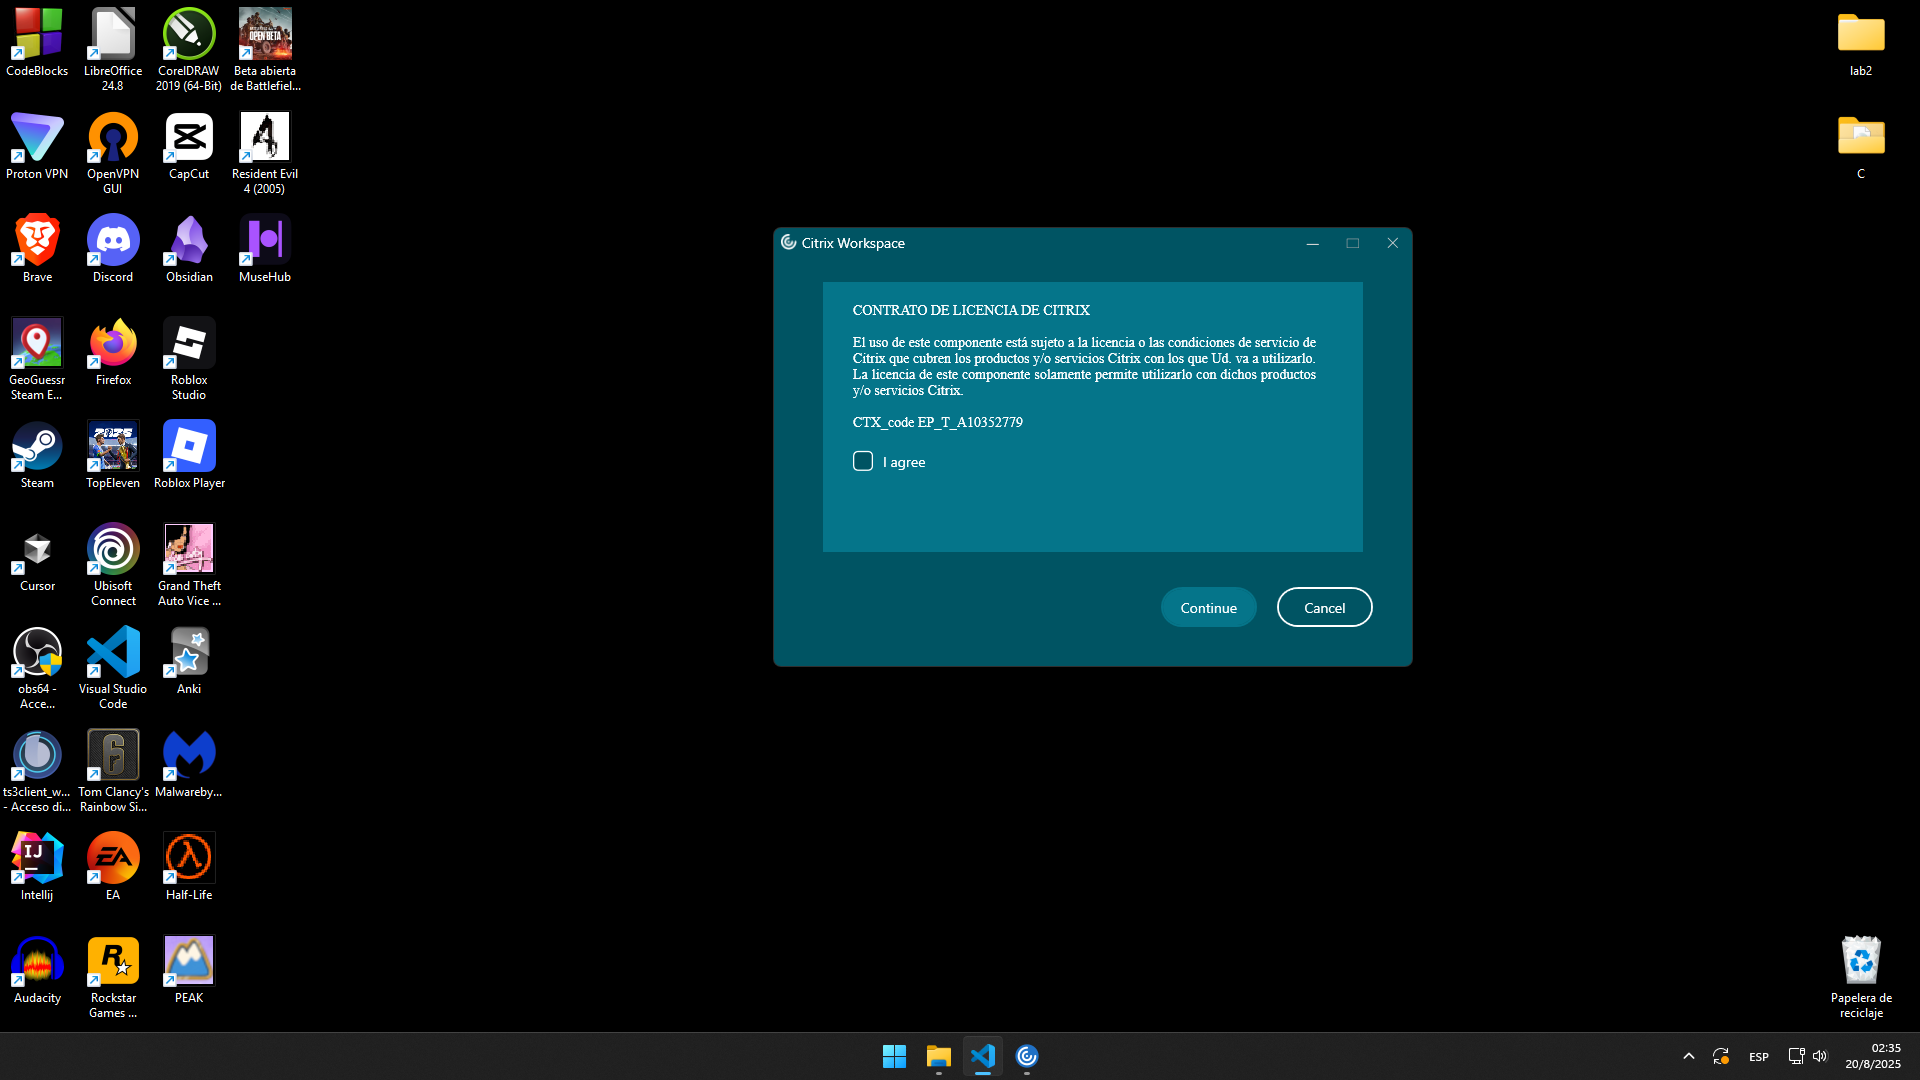 CodeBlocks
LibreOffice
24.8
CorelDRAW
2019 (64-Bit)
OPEN BETA
Beta abierta
de Battlefiel...
lab2
Proton VPN
OpenVPN
GUI
CapCut
Resident Evil
4 (2005)
C
Brave
Discord
Obsidian
MuseHub
Citrix Workspace
CONTRATO DE LICENCIA DE CITRIX
El uso de este componente está sujeto a la licencia o las condiciones de servicio de
Citrix que cubren los productos y/o servicios Citrix con los que Ud. va a utilizarlo.
La licencia de este componente solamente permite utilizarlo con dichos productos
y/o servicios Citrix.
CTX_code EP_T_A10352779
I agree
Continue
Cancel
GeoGuessr
Steam E...
Firefox
Roblox
Studio
2025
Steam
TopEleven
Roblox Player
Cursor
Ubisoft
Connect
Grand Theft
Auto Vice ...
obs64 -
Acce...
Visual Studio
Code
Anki
6
ts3client_w...
- Acceso di...
Tom Clancy's
Rainbow Si...
Malwareby...
IJ
EA
Intellij
EA
Half-Life
R
Audacity
Rockstar
Games ...
PEAK
Papelera de
reciclaje
ESP
02:35
20/8/2025